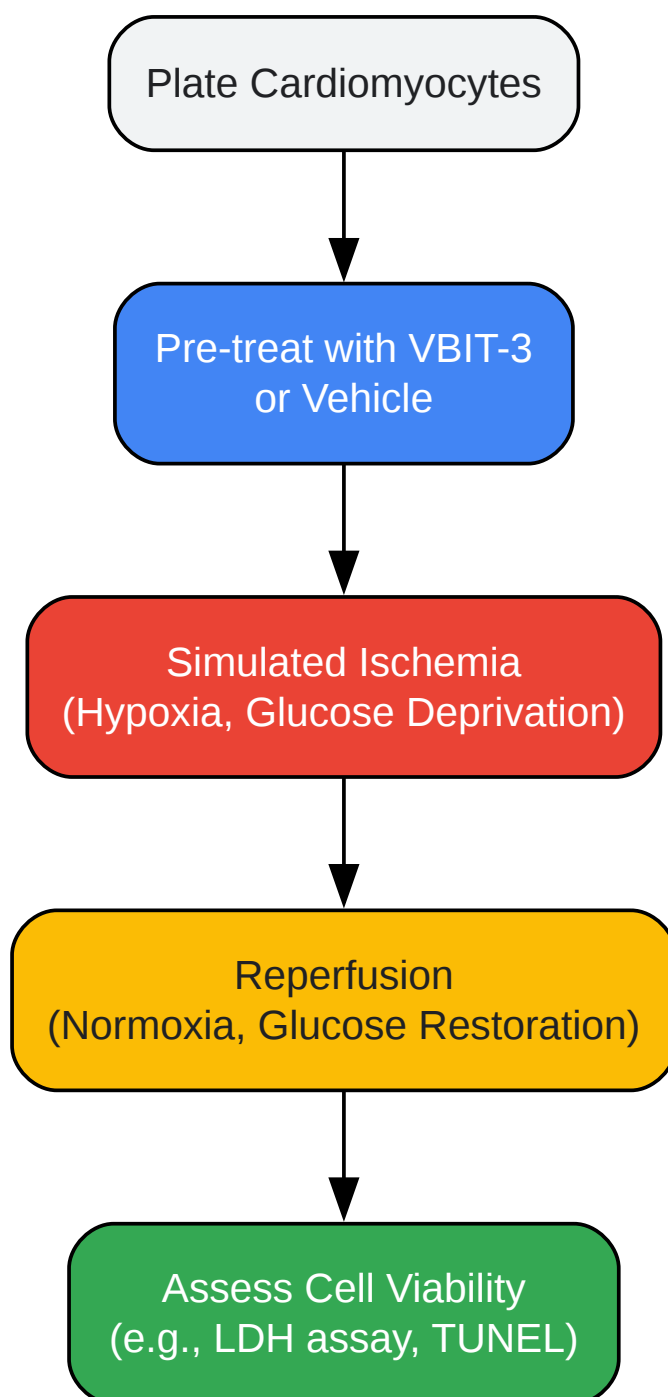 Plate Cardiomyocytes
Pre-treat with VBIT-3
or Vehicle
Simulated Ischemia
(Hypoxia, Glucose Deprivation)
Reperfusion
(Normoxia, Glucose Restoration)
Assess Cell Viability
(e.g., LDH assay, TUNEL)